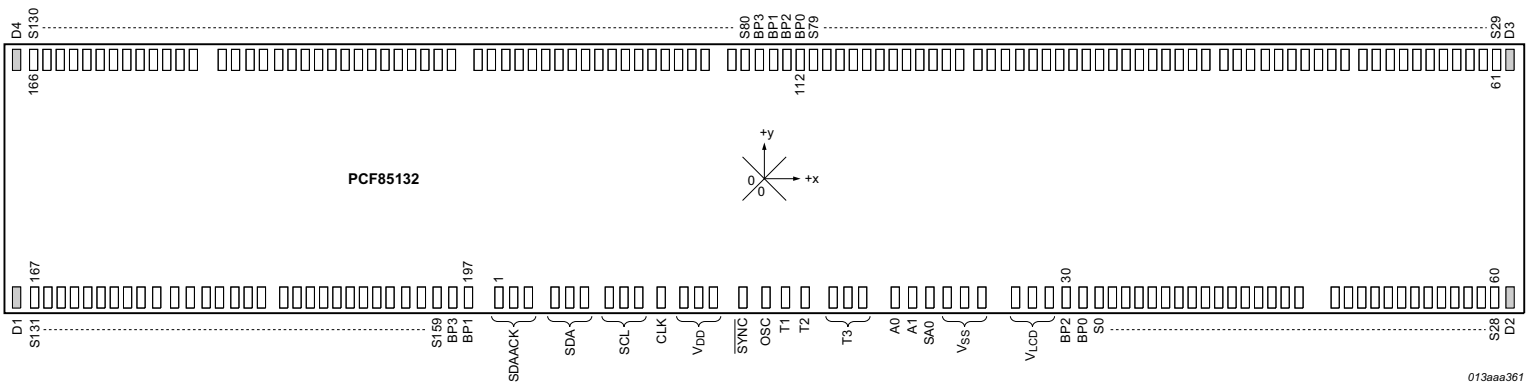 D4
S130
S80
BP3
BP1
BP2
BP0
S79
S29
D3
166
112
61
+y
0
0
+x
PCF85132
167
197
1
30
60
D1
S131
S159
BP3
BP1
SDAACK
SDA
SCL
CLK
VDD
SYNC
OSC
T1
T2
T3
A0
A1
SA0
VSS
VLCD
BP2
BP0
S0
S28
D2
013aaa361